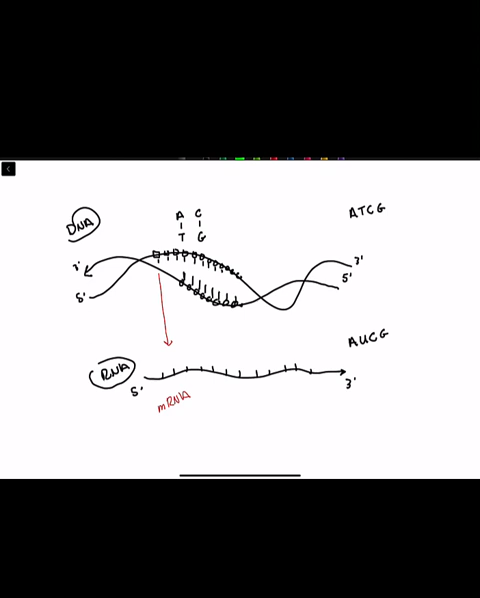 A C
ATCG
DNA
T G
3'
3'
5'
5'
AUCG
RNA
5'
3'
mRNA